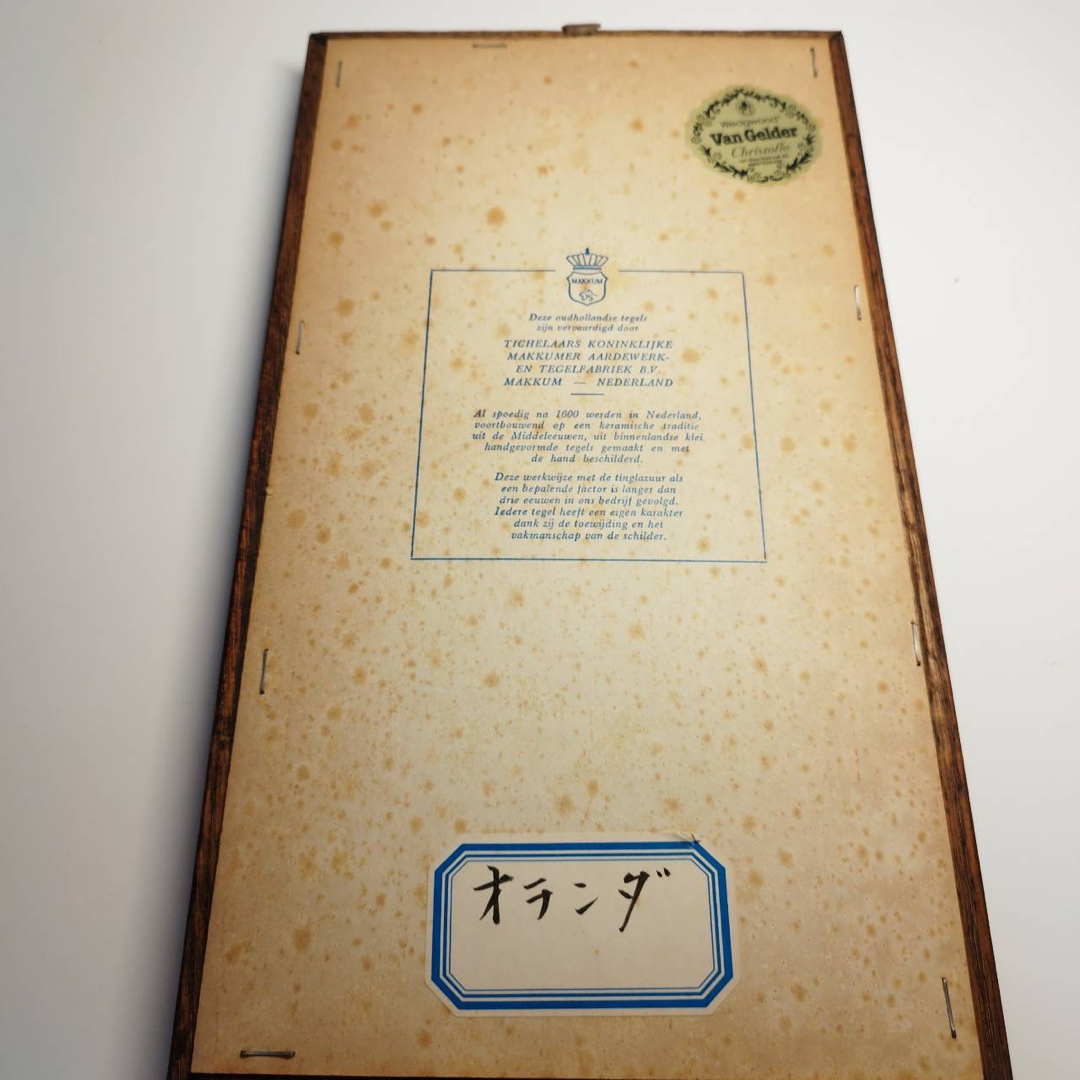 Wedgwood
Van Gelder
Christofle
MAKKUM
Deze oudhollandse tegels
zijn vervaardigd door
TICHELAARS KONINKLIJKE
MAKKUMER AARDEWERK-
EN TEGELFABRIEK B.V.
MAKKUM — NEDERLAND
Al spoedig na 1600 werden in Nederland,
voortbouwend op een keramische traditie
uit de Middeleeuwen, uit binnenlandse klei
handgevormde tegels gemaakt en met
de hand beschilderd.
Deze werkwijze met de tinglazuur als
een bepalende factor is langer dan
drie eeuwen in ons bedrijf gevolgd.
Iedere tegel heeft een eigen karakter
dank zij de toewijding en het
vakmanschap van de schilder.
オランダ